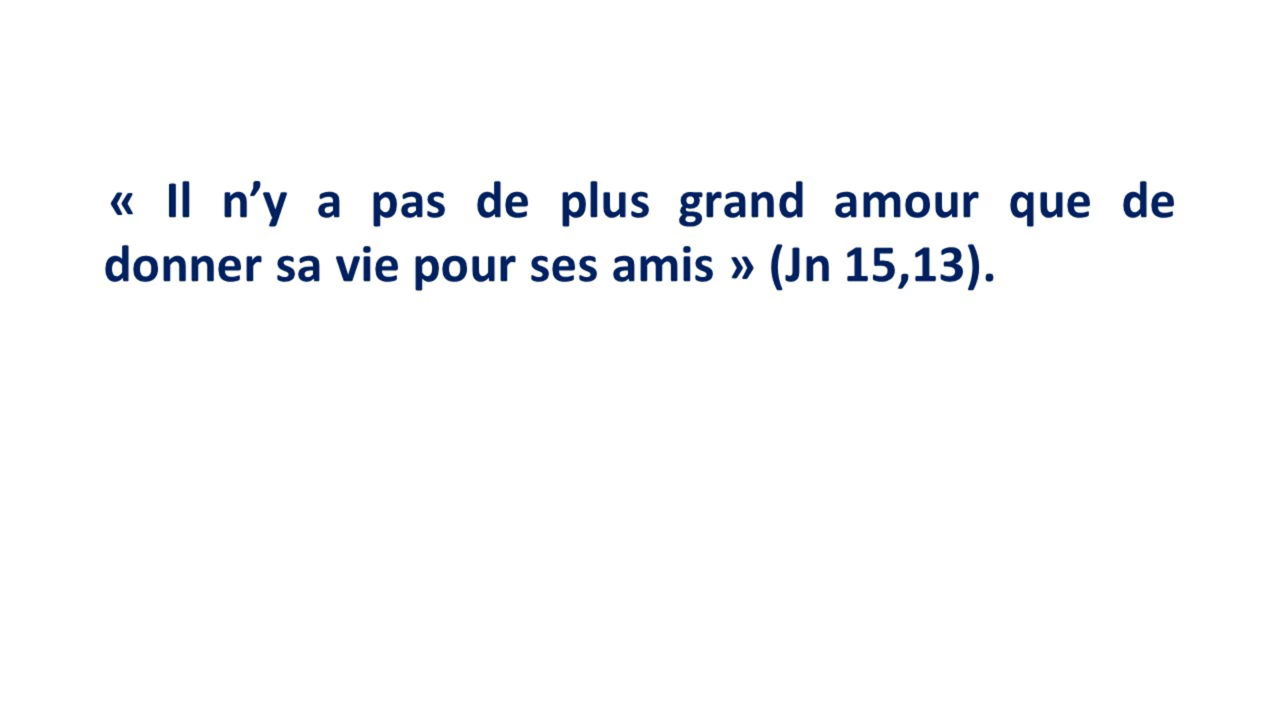 « Il n’y a pas de plus grand amour que de
donner sa vie pour ses amis » (Jn 15,13).